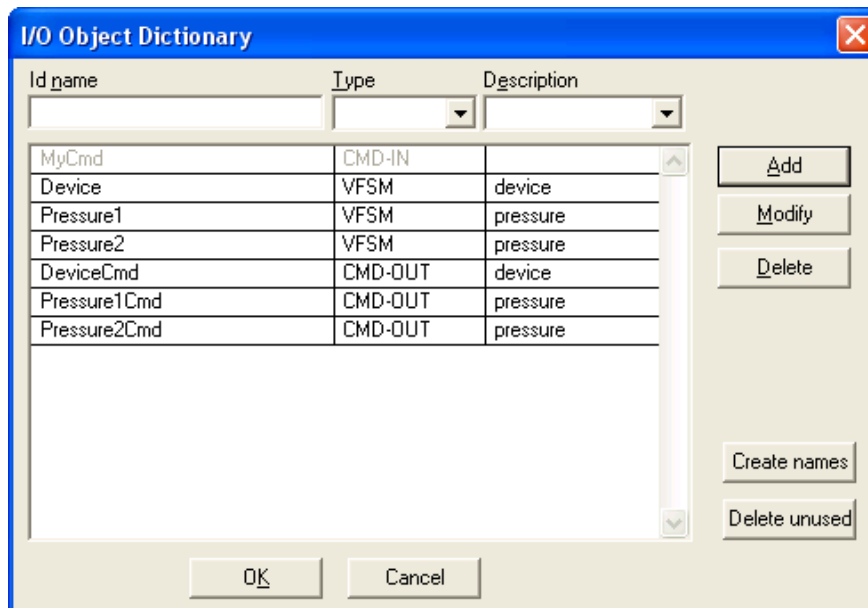 I/O Object Dictionary
Id name Type Description
MyCmd CMD-IN
Device VFSM device
Pressure1 VFSM pressure
Pressure2 VFSM pressure
DeviceCmd CMD-OUT device
Pressure1Cmd CMD-OUT pressure
Pressure2Cmd CMD-OUT pressure
Add
Modify
Delete
Create names
Delete unused
OK Cancel